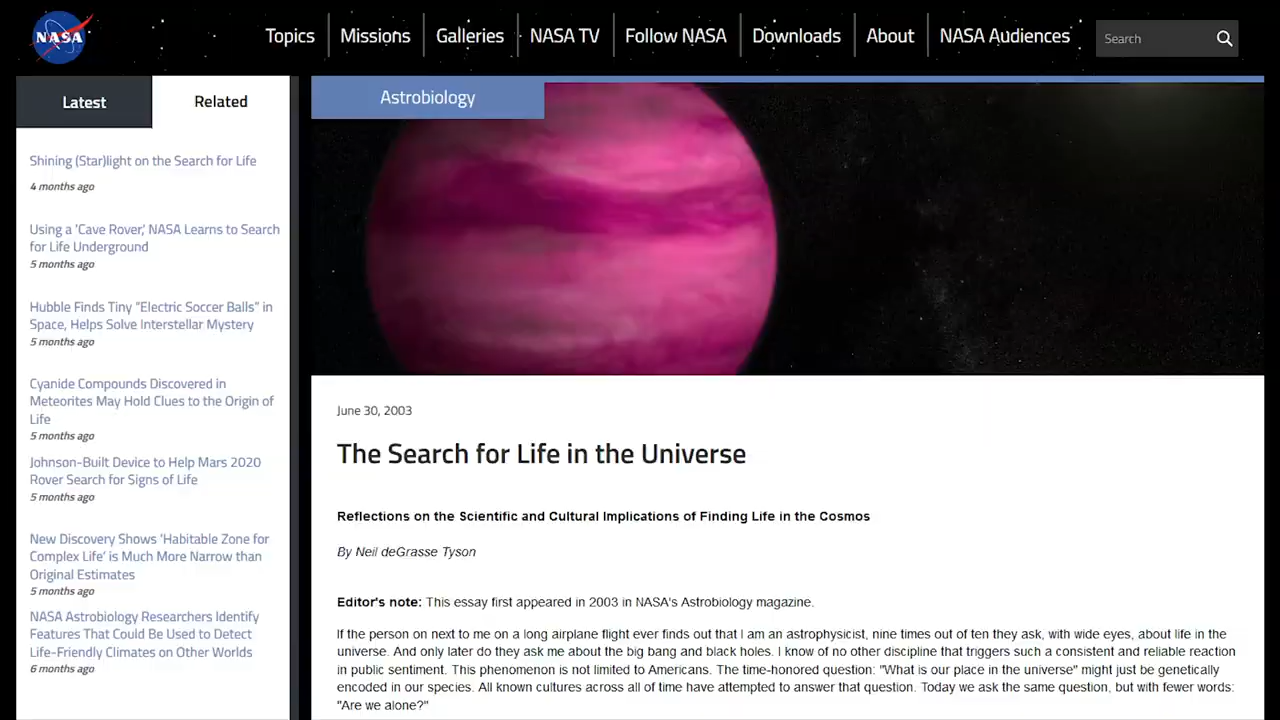 NASA
Topics
Missions
Galleries
NASA TV
Follow NASA
Downloads
About
NASA Audiences
Search
Latest
Related
Shining (Star)light on the Search for Life
4 months ago
Using a 'Cave Rover,' NASA Learns to Search
for Life Underground
5 months ago
Hubble Finds Tiny “Electric Soccer Balls” in
Space, Helps Solve Interstellar Mystery
5 months ago
Cyanide Compounds Discovered in
Meteorites May Hold Clues to the Origin of
Life
5 months ago
Johnson-Built Device to Help Mars 2020
Rover Search for Signs of Life
5 months ago
New Discovery Shows ‘Habitable Zone for
Complex Life’ is Much More Narrow than
Original Estimates
5 months ago
NASA Astrobiology Researchers Identify
Features That Could Be Used to Detect
Life-Friendly Climates on Other Worlds
6 months ago
Astrobiology
June 30, 2003
The Search for Life in the Universe
Reflections on the Scientific and Cultural Implications of Finding Life in the Cosmos
By Neil deGrasse Tyson
Editor's note: This essay first appeared in 2003 in NASA's Astrobiology magazine.
If the person on next to me on a long airplane flight ever finds out that I am an astrophysicist, nine times out of ten they ask, with wide eyes, about life in the
universe. And only later do they ask me about the big bang and black holes. I know of no other discipline that triggers such a consistent and reliable reaction
in public sentiment. This phenomenon is not limited to Americans. The time-honored question: "What is our place in the universe" might just be genetically
encoded in our species. All known cultures across all of time have attempted to answer that question. Today we ask the same question, but with fewer words:
"Are we alone?"